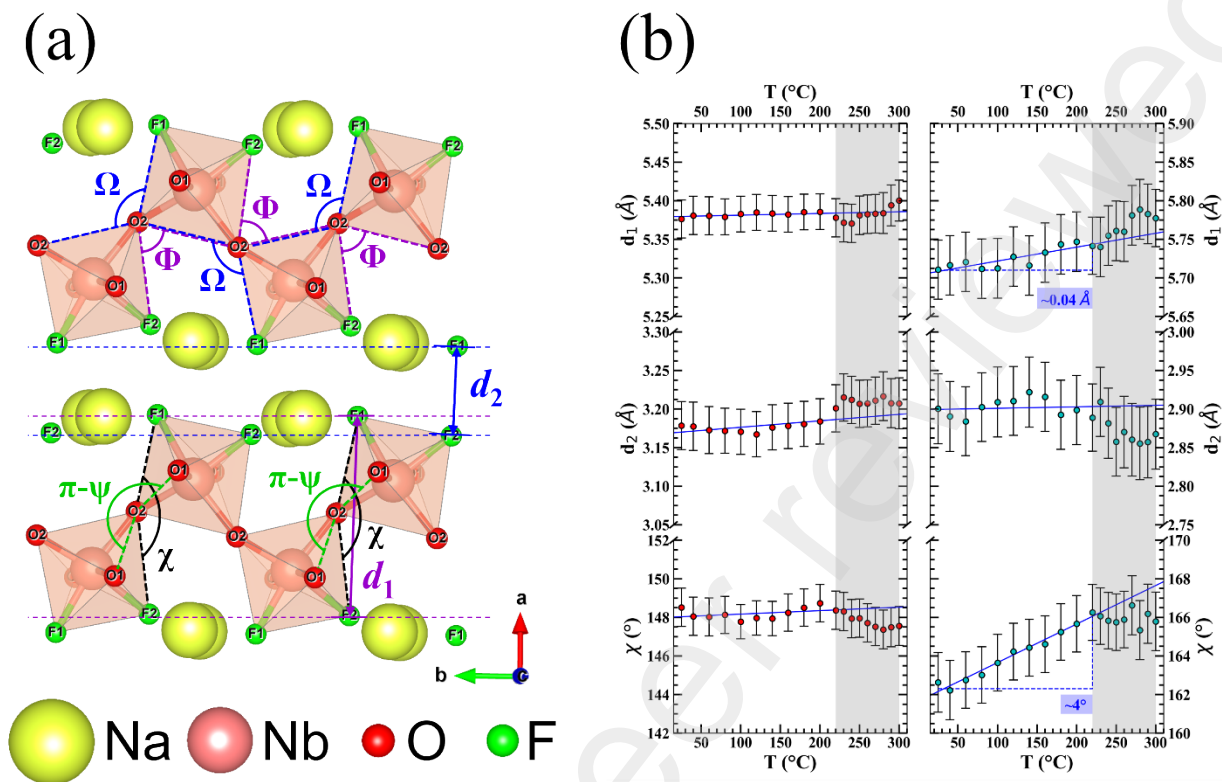 (a)
(b)
F1
F2
F1
F2
F2
O1
O1
Ω
Ω
Φ
O2
O2
O2
O2
O2
Φ
Ω
Φ
O1
O1
F2
F2
F1
F1
F1
d2
F1
F1
F2
F2
F2
O1
O1
π-ψ
π-ψ
O2
O2
O2
O2
O2
χ
χ
d1
O1
O1
F2
F2
F1
F1
F1
a
b
c
Na
Nb
O
F
T (°C)
50 100 150 200 250 300
5.50
5.45
5.40
5.35
5.30
5.25
d1 (Å)
3.30
3.25
3.20
3.15
3.10
3.05
d2 (Å)
152
150
148
146
144
142
χ (°)
50 100 150 200 250 300
T (°C)
T (°C)
50 100 150 200 250 300
5.90
5.85
5.80
5.75
5.70
5.65
d1 (Å)
~0.04 Å
3.00
2.95
2.90
2.85
2.80
2.75
d2 (Å)
170
168
166
164
162
160
χ (°)
~4°
50 100 150 200 250 300
T (°C)
eer reviewed